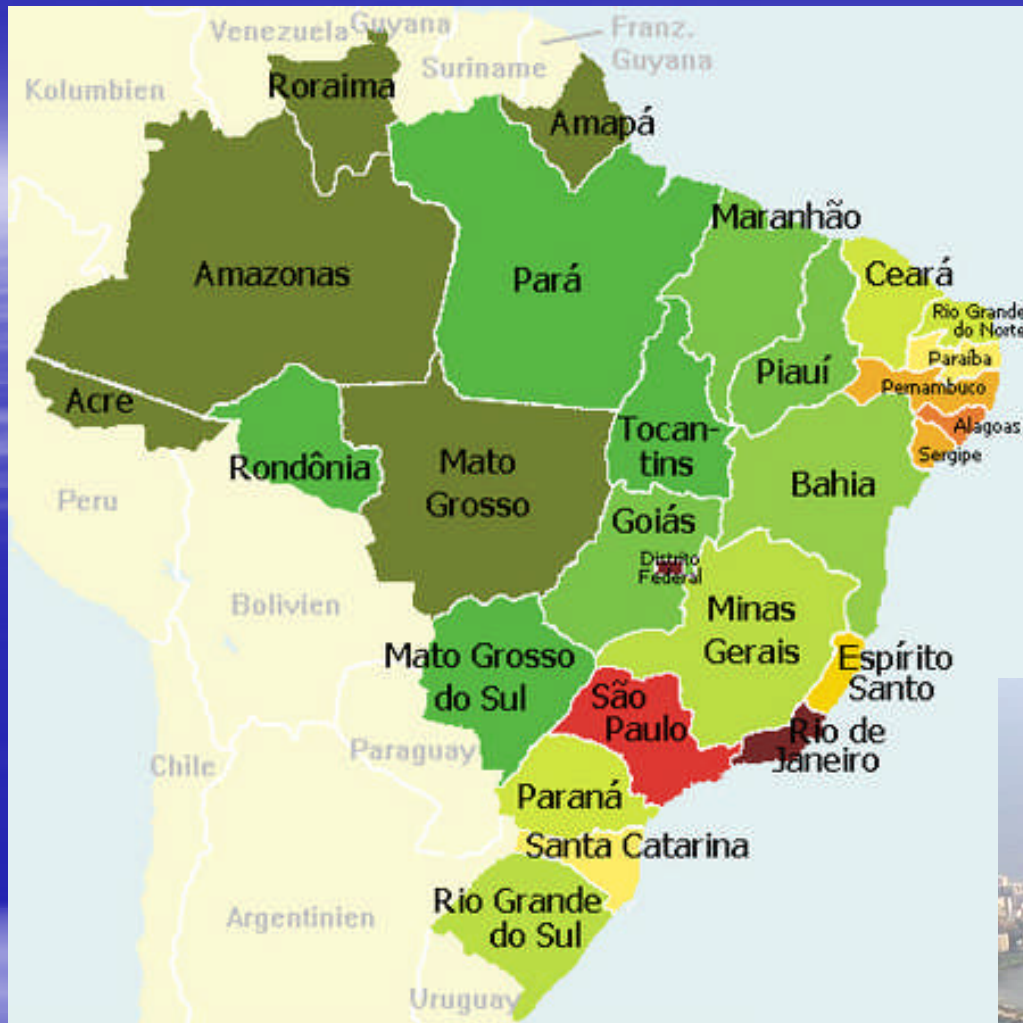 Venezuela
Guyana
Franz.
Guyana
Suriname
Kolumbien
Roraima
Amapá
Maranhão
Amazonas
Pará
Ceará
Rio Grande
do Norte
Paraíba
Piauí
Pernambuco
Acre
Alagoas
Tocan-
tins
Sergipe
Rondônia
Mato
Grosso
Bahia
Peru
Goiás
Distrito
Federal
Bolivien
Minas
Gerais
Mato Grosso
do Sul
Espírito
Santo
São
Paulo
Rio de
Janeiro
Paraguay
Chile
Paraná
Santa Catarina
Rio Grande
do Sul
Argentinien
Uruguay